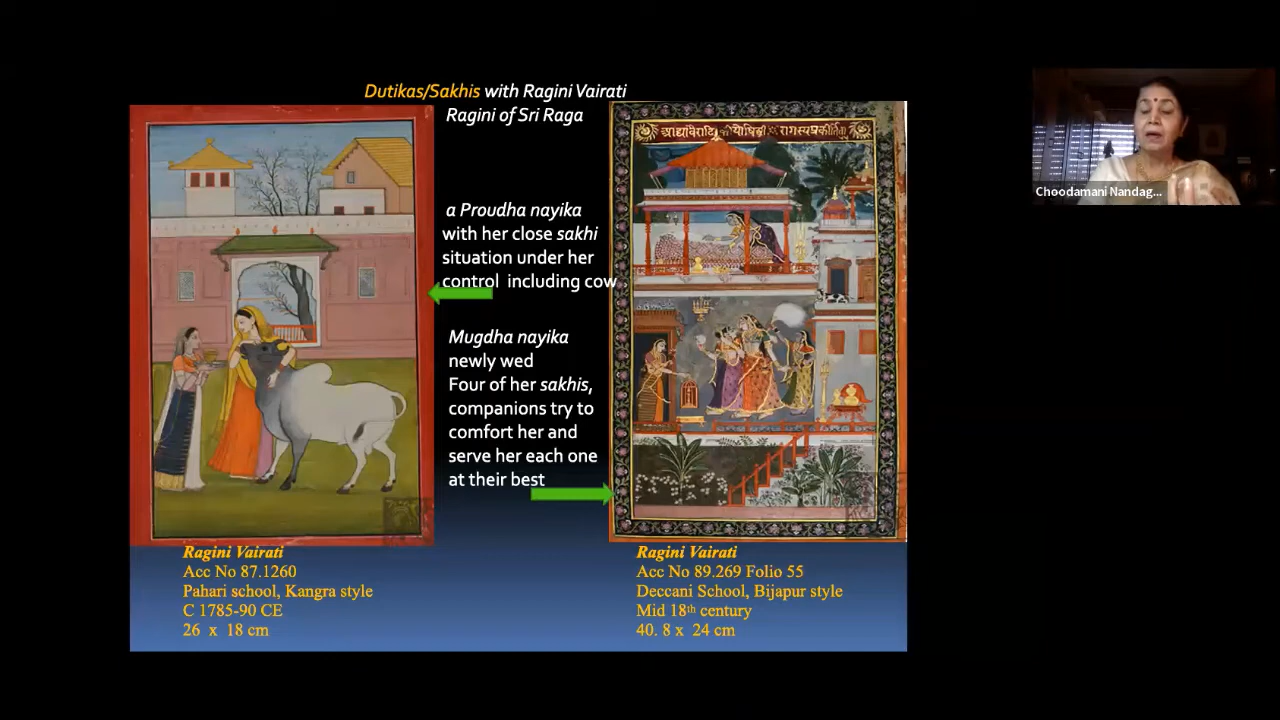 Dutikas/Sakhis with Ragini Vairati
Ragini of Sri Raga
a Proudha nayika
with her close sakhi
situation under her
control including cow
Mugdha nayika
newly wed
Four of her sakhis,
companions try to
comfort her and
serve her each one
at their best
Ragini Vairati
Acc No 87.1260
Pahari school, Kangra style
C 1785-90 CE
26 x 18 cm
Ragini Vairati
Acc No 89.269 Folio 55
Deccani School, Bijapur style
Mid 18th century
40. 8 x 24 cm
Choodamani Nandag...